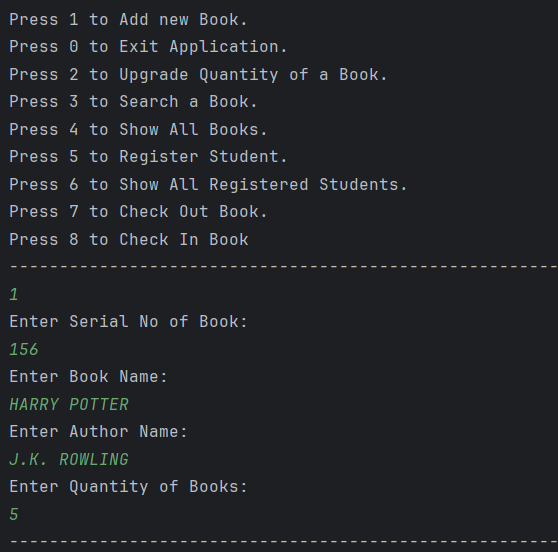 Press 1 to Add new Book.
Press 0 to Exit Application.
Press 2 to Upgrade Quantity of a Book.
Press 3 to Search a Book.
Press 4 to Show All Books.
Press 5 to Register Student.
Press 6 to Show All Registered Students.
Press 7 to Check Out Book.
Press 8 to Check In Book
-------------------------------------------------------
1
Enter Serial No of Book:
156
Enter Book Name:
HARRY POTTER
Enter Author Name:
J.K. ROWLING
Enter Quantity of Books:
5
-------------------------------------------------------